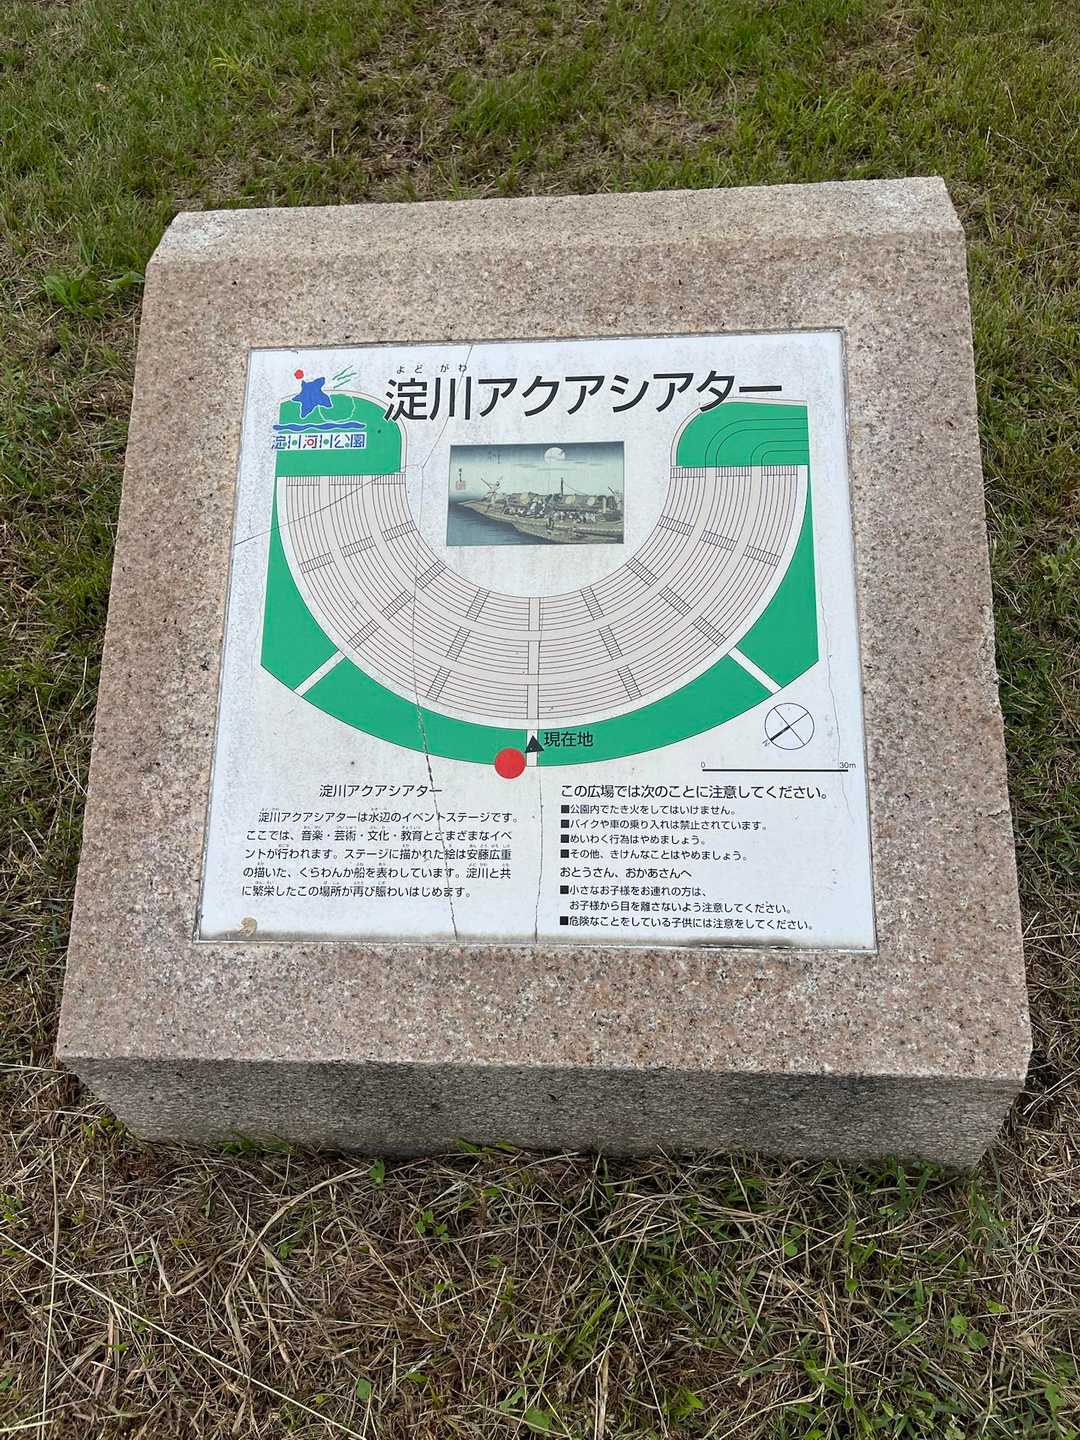 よどがわ
淀川アクアシアター
淀川河川公園
現在地
0 30m
N
淀川アクアシアター
淀川アクアシアターは水辺のイベントステージです。
ここでは、音楽・芸術・文化・教育とさまざまなイベ
ントが行われます。ステージに描かれた絵は安藤広重
の描いた、くらわんか船を表わしています。淀川と共
に繁栄したこの場所が再び賑わいはじめます。
この広場では次のことに注意してください。
■公園内でたき火をしてはいけません。
■バイクや車の乗り入れは禁止されています。
■めいわく行為はやめましょう。
■その他、きけんなことはやめましょう。
おとうさん、おかあさんへ
■小さなお子様をお連れの方は、
お子様から目を離さないよう注意してください。
■危険なことをしている子供には注意をしてください。